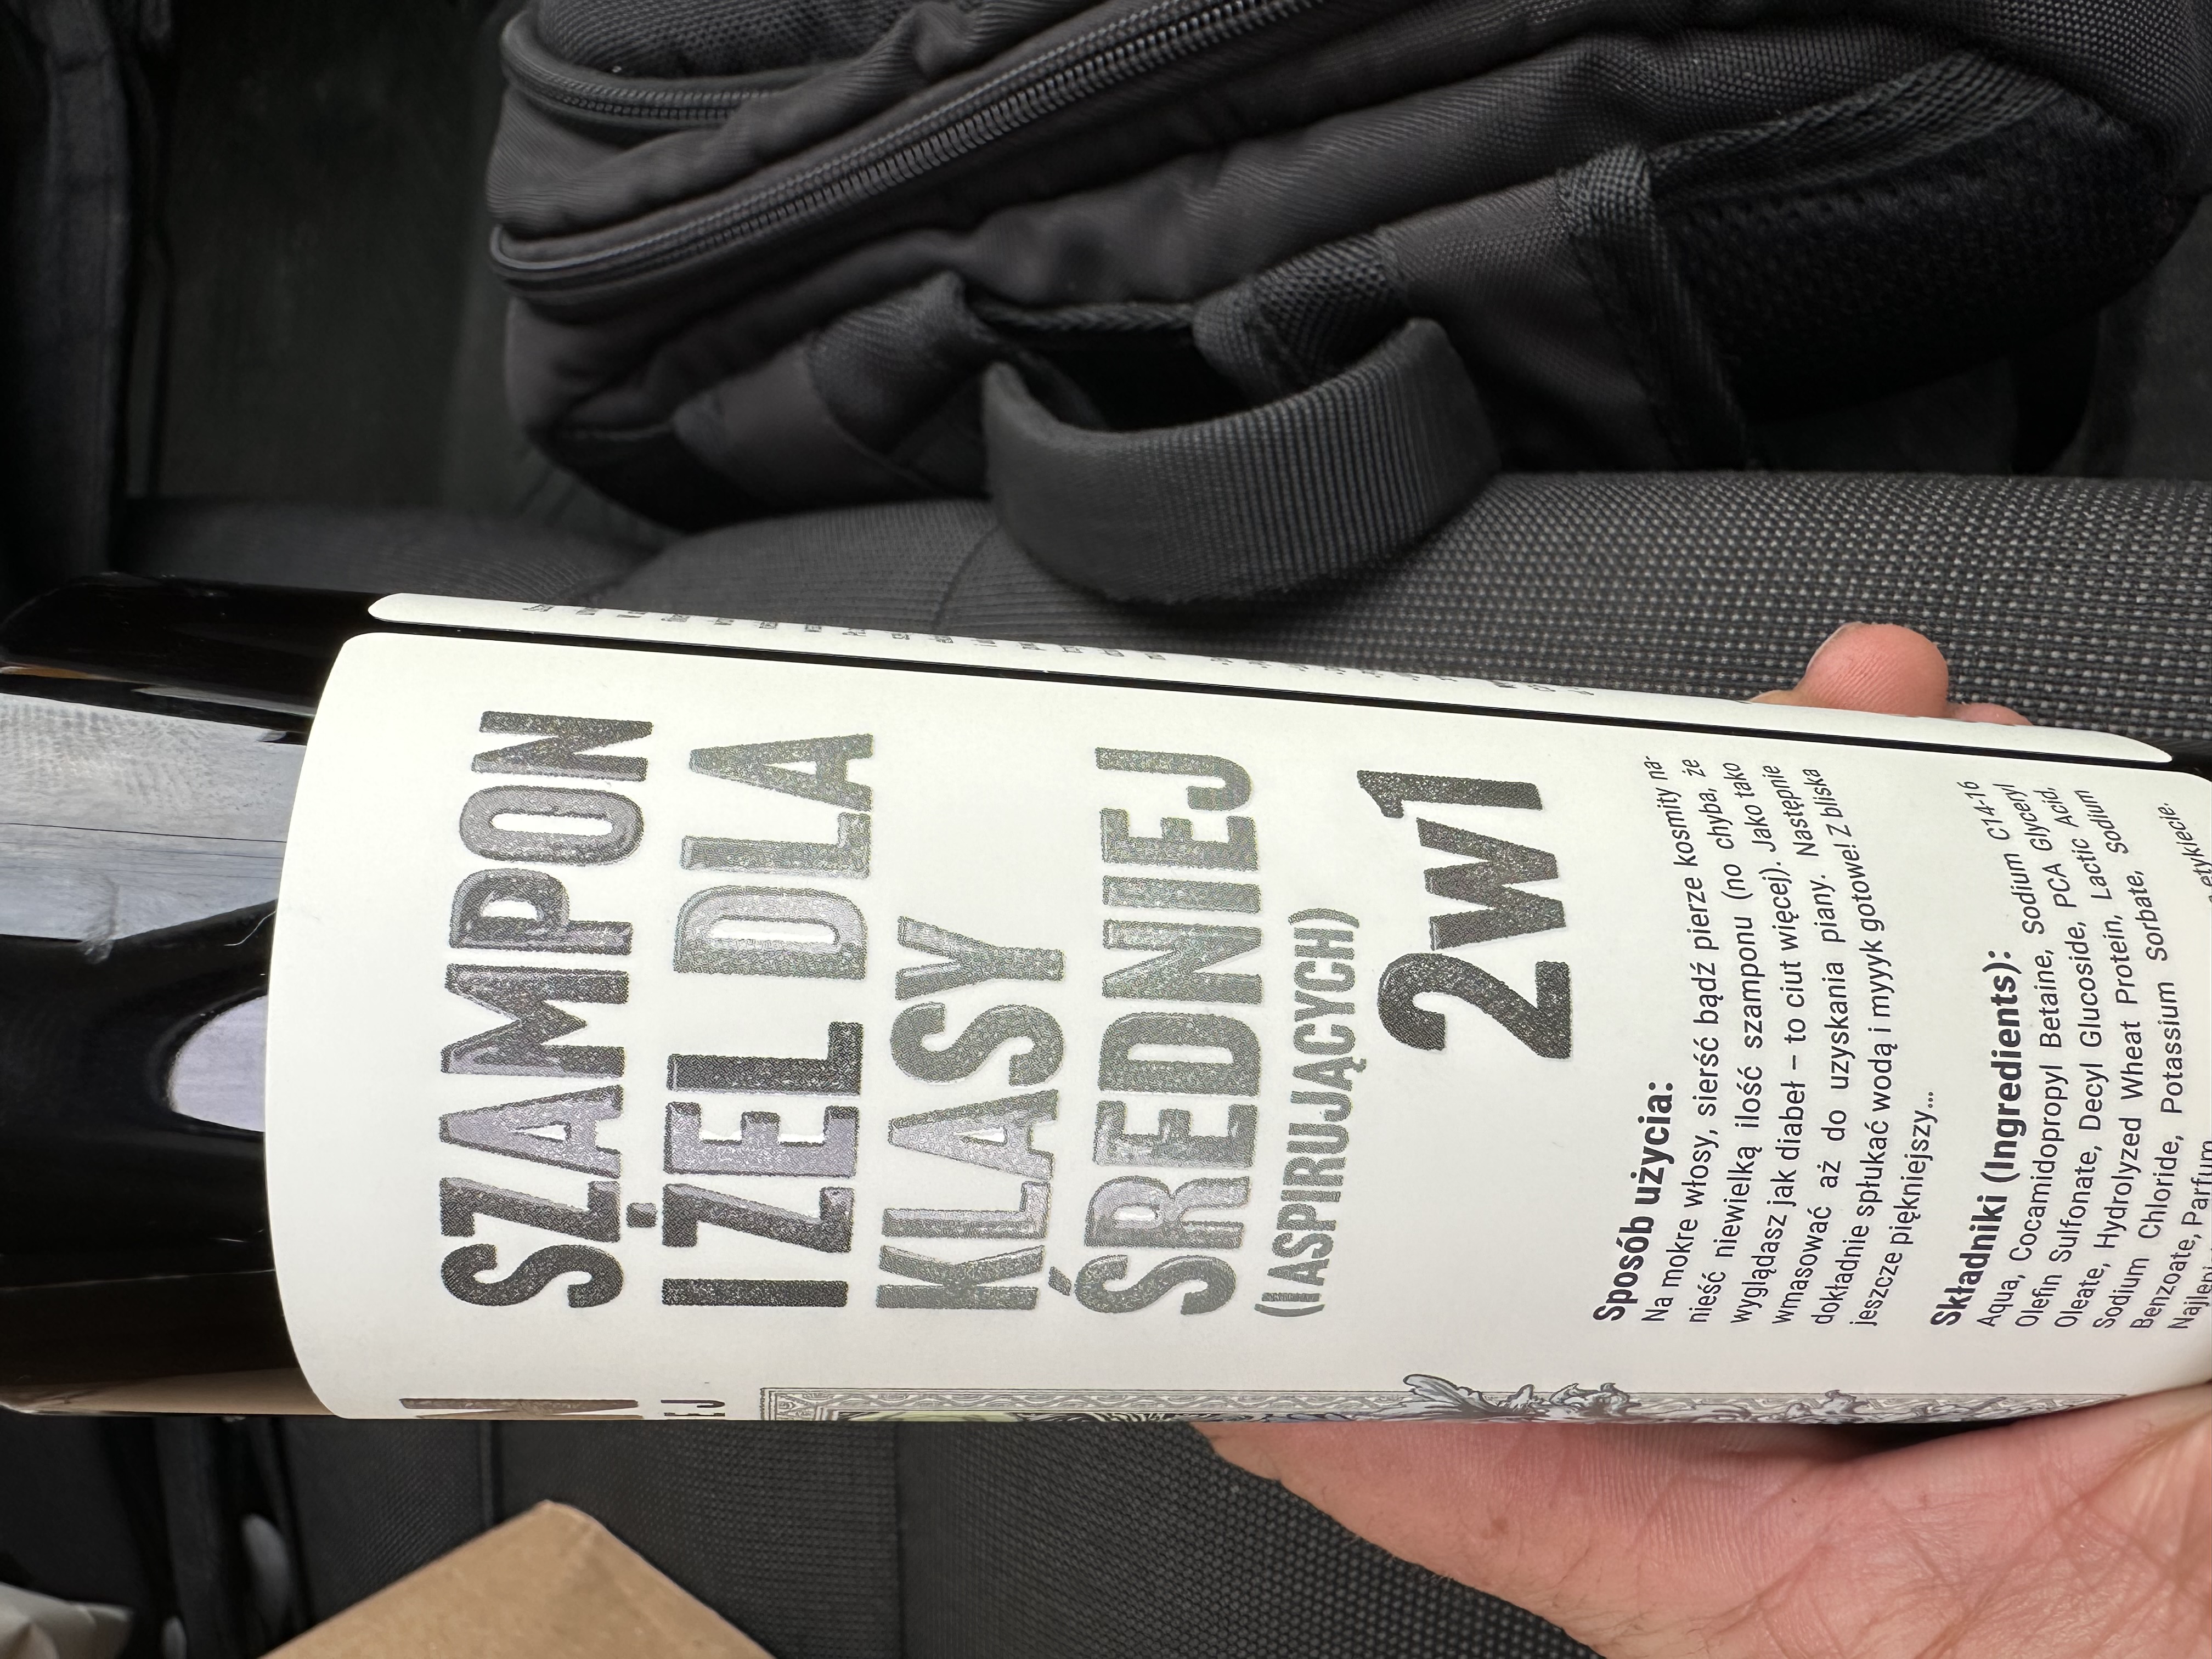 SZAMPON
I ŻEL DLA
KLASY
ŚREDNIEJ
(IASPIRUJĄCYCH)
2w1
Sposób użycia:
Na mokre włosy, sierść bądź pierze kosmity na-
nieść niewielką ilość szamponu (no chyba, że
wyglądasz jak diabeł – to ciut więcej). Jako tako
wmasować aż do uzyskania piany. Następnie
dokładnie spłukać wodą i myyk gotowe! Z bliska
jeszcze piękniejszy...
Składniki (Ingredients):
Aqua, Cocamidopropyl Betaine, Sodium C14-16
Olefin Sulfonate, Decyl Glucoside, PCA Glyceryl
Oleate, Hydrolyzed Wheat Protein, Lactic Acid,
Sodium Chloride, Potassium Sorbate, Sodium
Benzoate, Parfum
etykiecie.